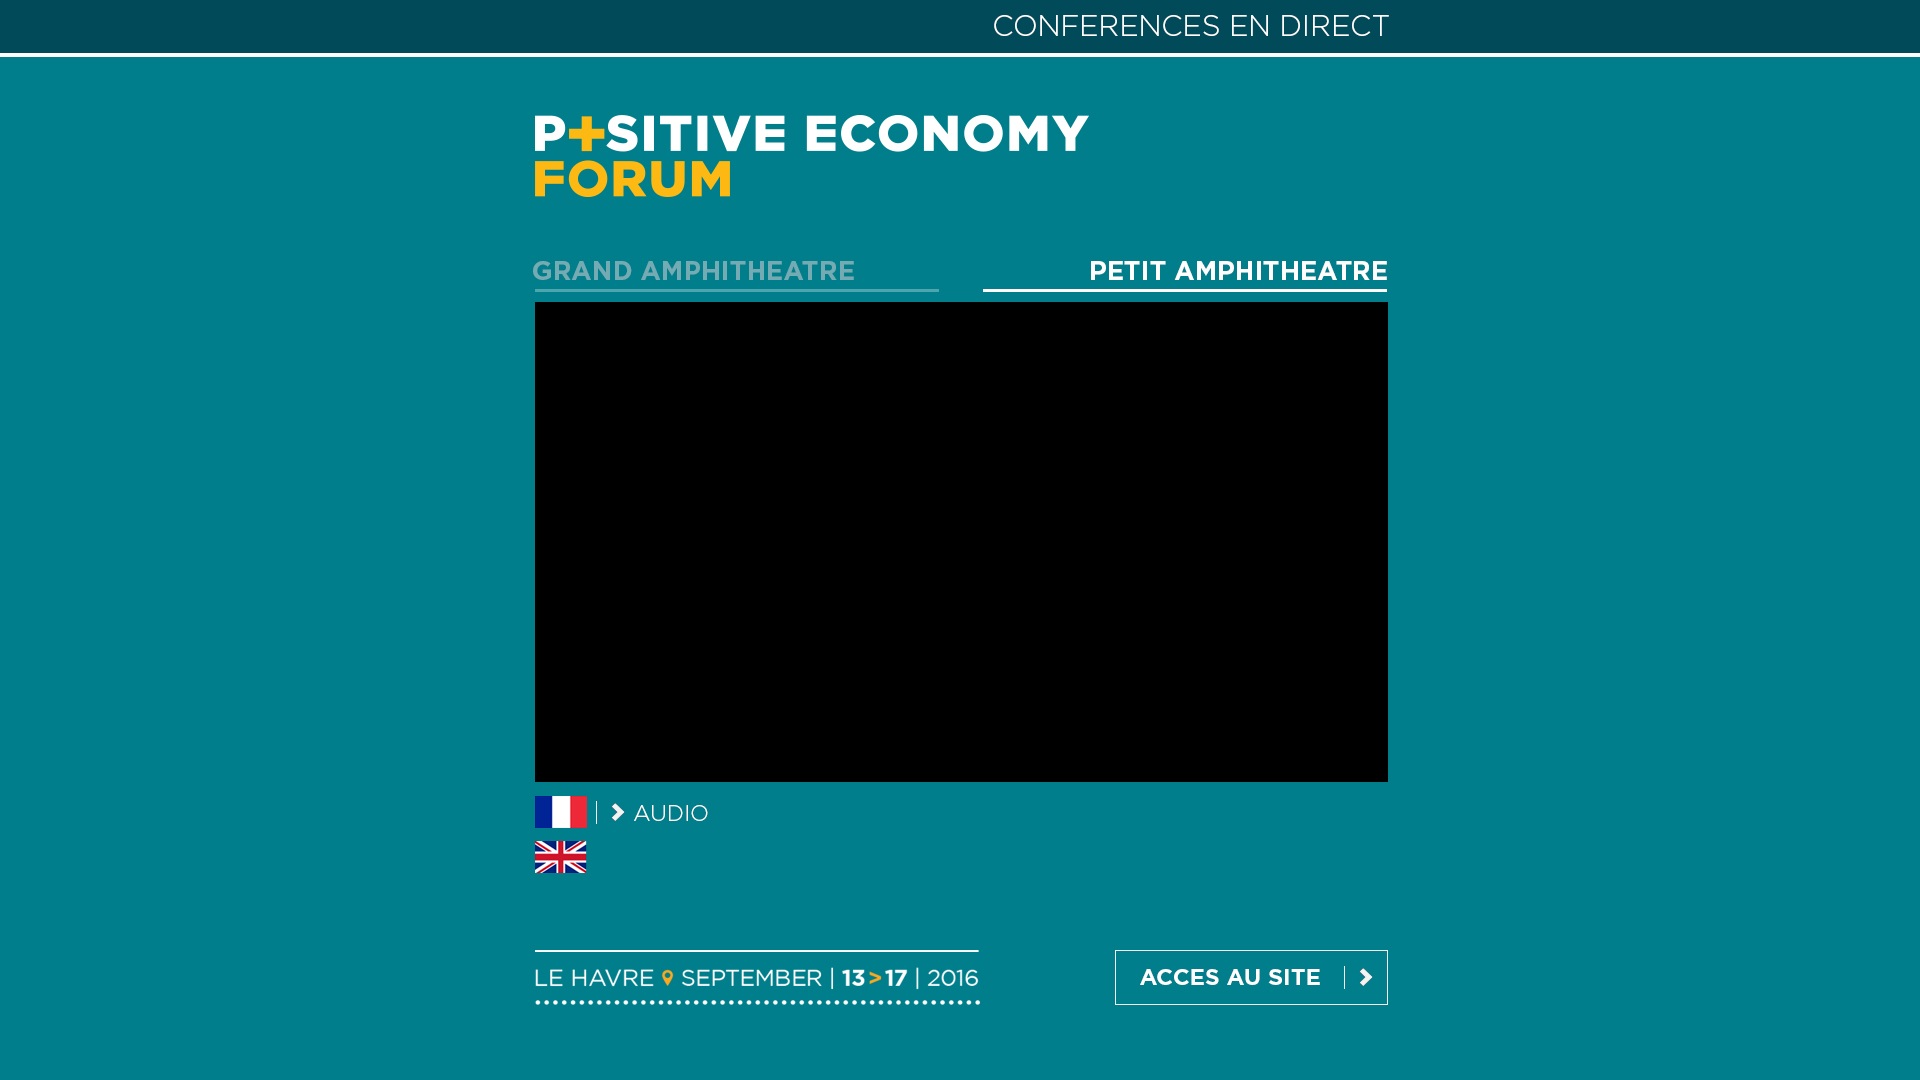 CONFERENCES EN DIRECT
P+SITIVE ECONOMY
FORUM
GRAND AMPHITHEATRE
PETIT AMPHITHEATRE
AUDIO
LE HAVRE SEPTEMBER | 13>17 | 2016
ACCES AU SITE